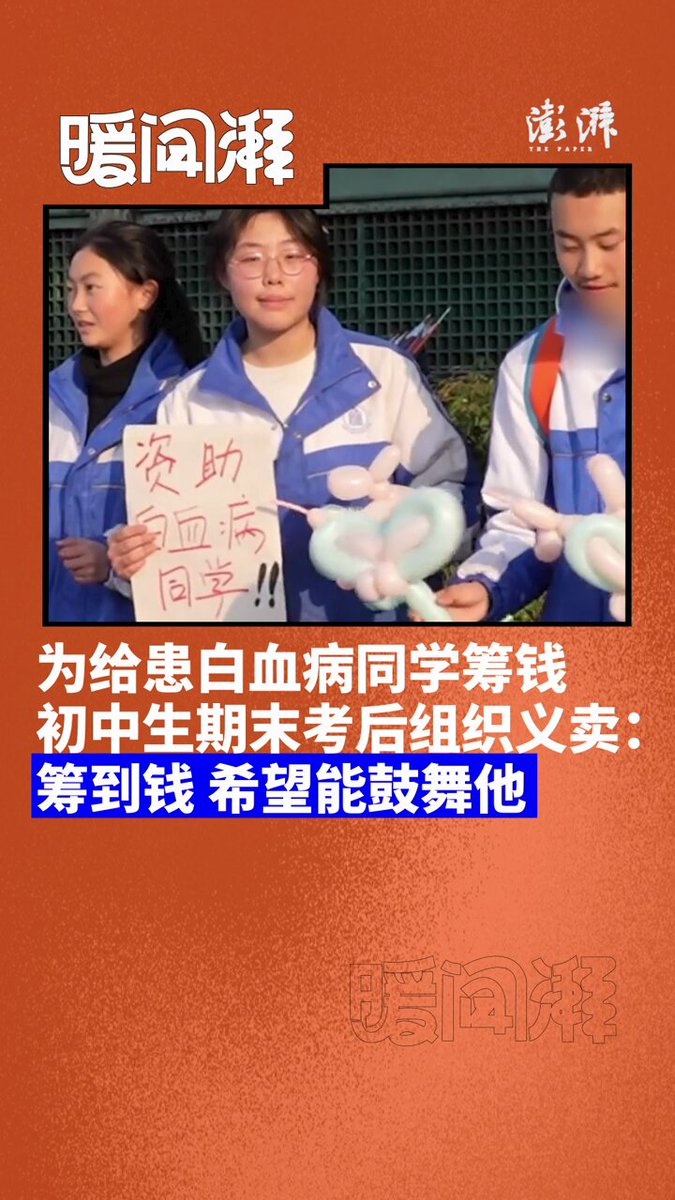 暖闻湃
澎湃
THE PAPER
资助
白血病
同学!!
为给患白血病同学筹钱
初中生期末考后组织义卖：
筹到钱 希望能鼓舞他
暖闻湃